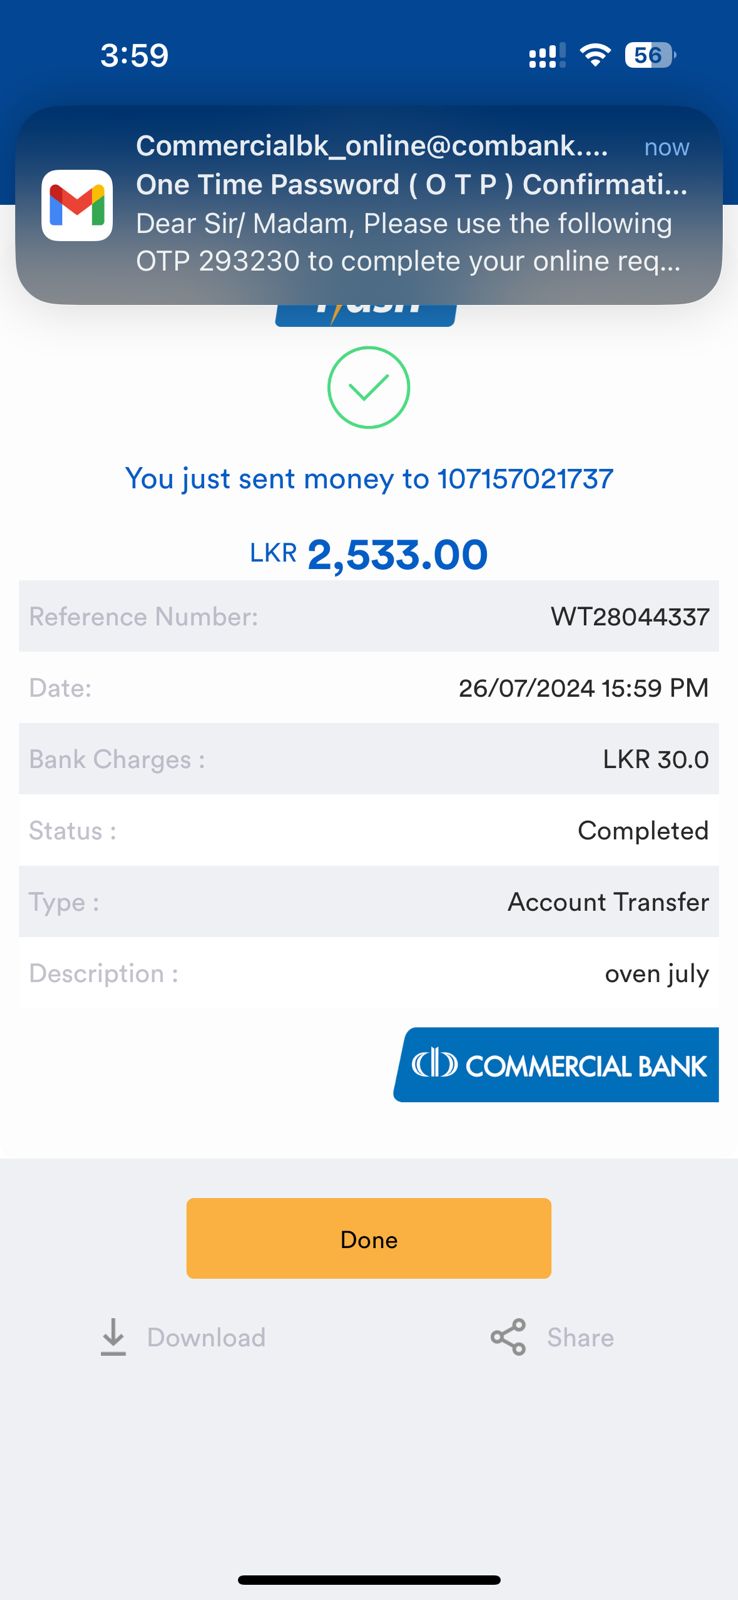 3:59
56
Commercialbk_online@combank.... now
One Time Password ( O T P ) Confirmati...
Dear Sir/ Madam, Please use the following
OTP 293230 to complete your online req...
You just sent money to 107157021737
LKR 2,533.00
Reference Number: WT28044337
Date: 26/07/2024 15:59 PM
Bank Charges : LKR 30.0
Status : Completed
Type : Account Transfer
Description : oven july
COMMERCIAL BANK
Done
Download Share